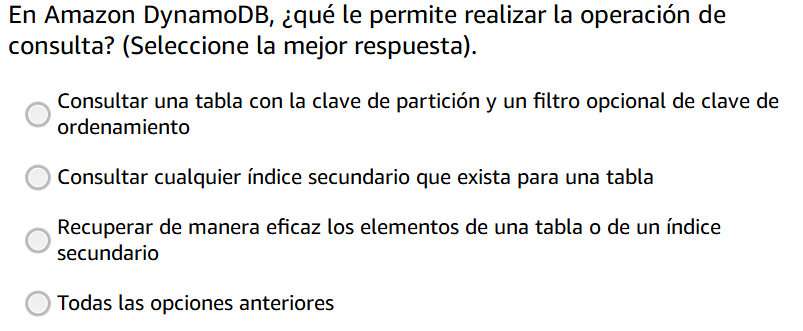 En Amazon DynamoDB, ¿qué le permite realizar la operación de
consulta? (Seleccione la mejor respuesta).
Consultar una tabla con la clave de partición y un filtro opcional de clave de
ordenamiento
Consultar cualquier índice secundario que exista para una tabla
Recuperar de manera eficaz los elementos de una tabla o de un índice
secundario
Todas las opciones anteriores